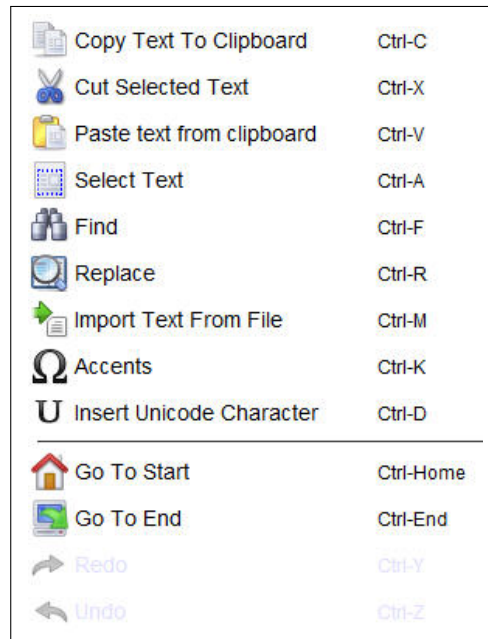 Copy Text To Clipboard Ctrl-C
Cut Selected Text Ctrl-X
Paste text from clipboard Ctrl-V
Select Text Ctrl-A
Find Ctrl-F
Replace Ctrl-R
Import Text From File Ctrl-M
Ω Accents Ctrl-K
U Insert Unicode Character Ctrl-D
Go To Start Ctrl-Home
Go To End Ctrl-End
Redo Ctrl-Y
Undo Ctrl-Z